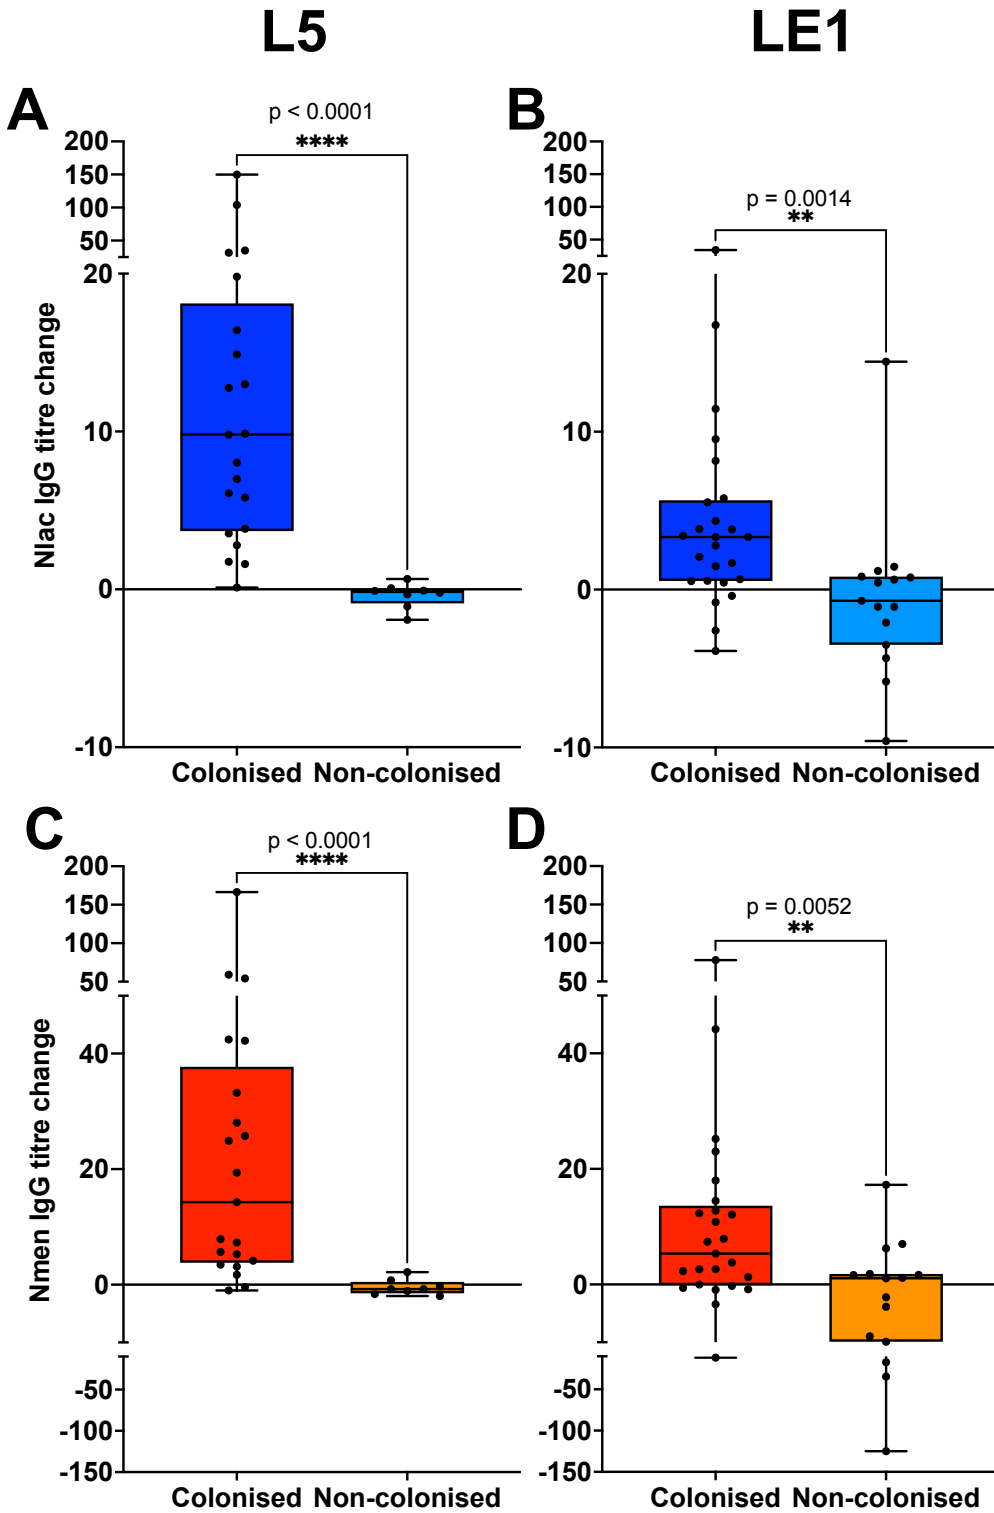 L5
LE1
A
p < 0.0001
****
200
150
100
50
20
10
0
-10
Nlac IgG titre change
Colonised Non-colonised
B
p = 0.0014
**
200
150
100
50
20
10
0
-10
Colonised Non-colonised
C
p < 0.0001
****
200
150
100
50
40
20
0
-50
-100
-150
Nmen IgG titre change
Colonised Non-colonised
D
p = 0.0052
**
200
150
100
50
40
20
0
-50
-100
-150
Colonised Non-colonised